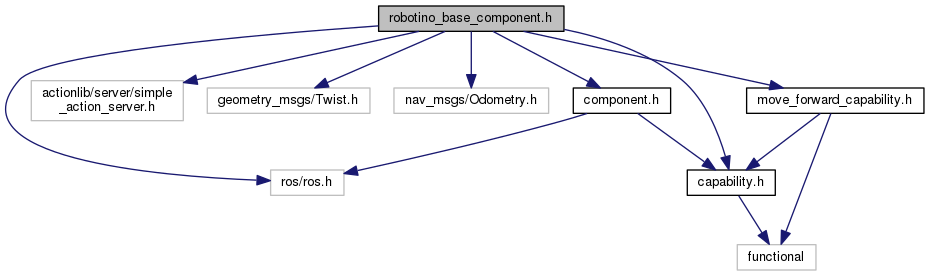 robotino_base_component.h
actionlib/server/simple
_action_server.h
geometry_msgs/Twist.h
nav_msgs/Odometry.h
component.h
move_forward_capability.h
ros/ros.h
capability.h
functional